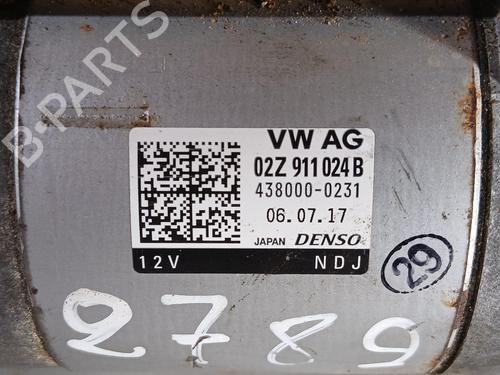 B-PARTS
VW AG
02Z 911 024 B
438000-0231
06.07.17
JAPAN DENSO
12V NDJ
29
2789